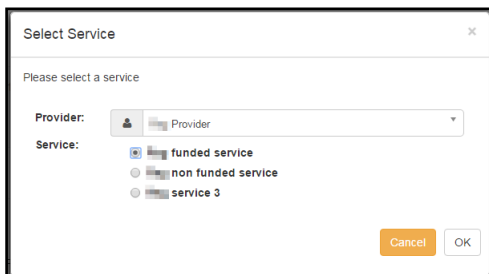 Select Service
×
Please select a service
Provider:
Provider
Service:
funded service
non funded service
service 3
Cancel OK